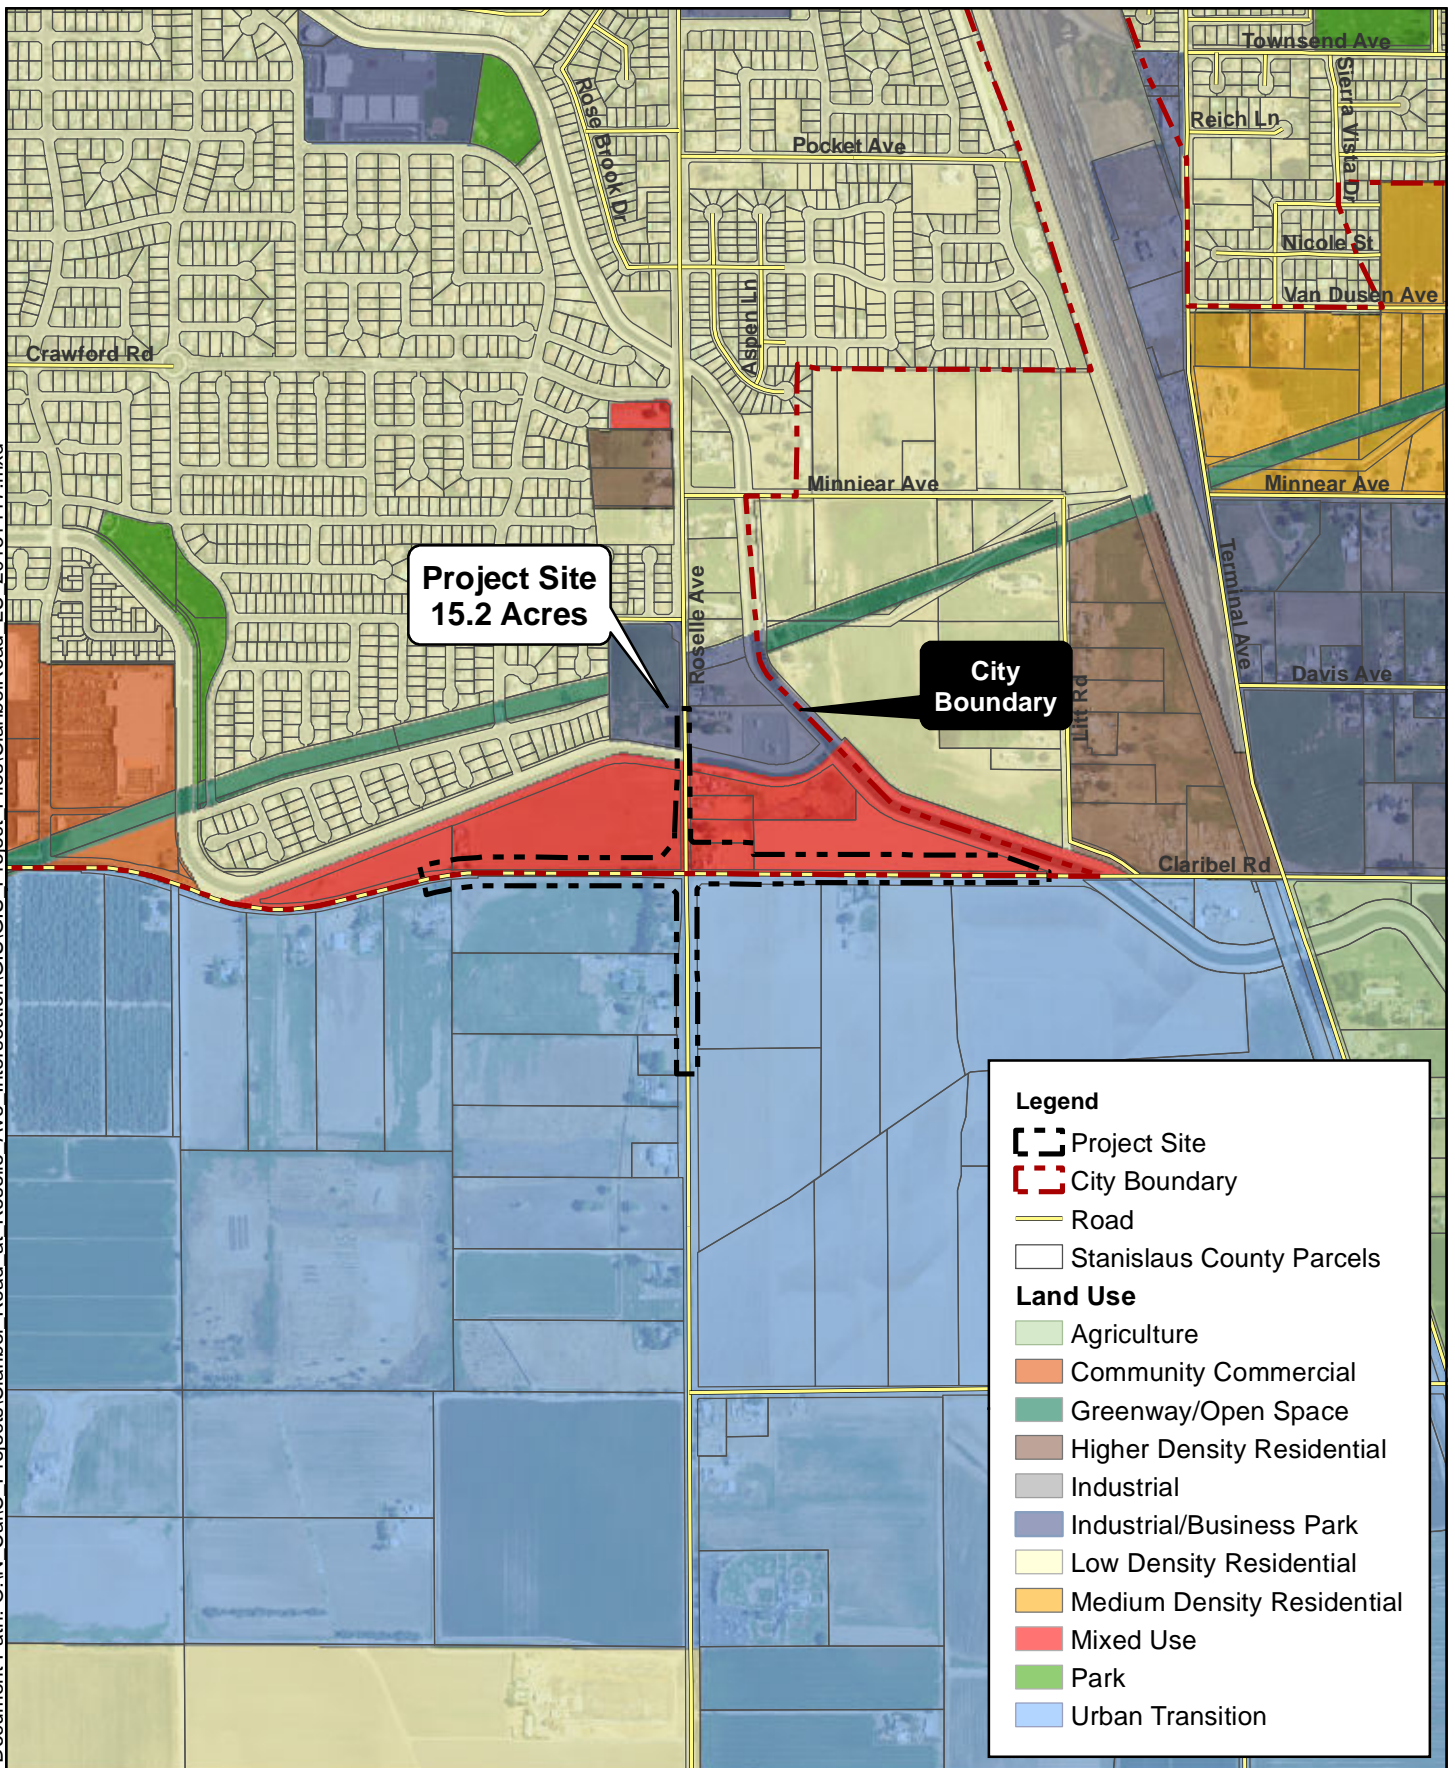 Townsend Ave
Sierra Vista Dr
Reich Ln
Rose Brook Dr
Pocket Ave
Nicole St
Van Dusen Ave
Aspen Ln
Crawford Rd
Minniear Ave
Minnear Ave
Project Site
15.2 Acres
Roselle Ave
Terminal Ave
City
Boundary
Litt Rd
Davis Ave
Claribel Rd
Legend
Project Site
City Boundary
Road
Stanislaus County Parcels
Land Use
Agriculture
Community Commercial
Greenway/Open Space
Higher Density Residential
Industrial
Industrial/Business Park
Low Density Residential
Medium Density Residential
Mixed Use
Park
Urban Transition